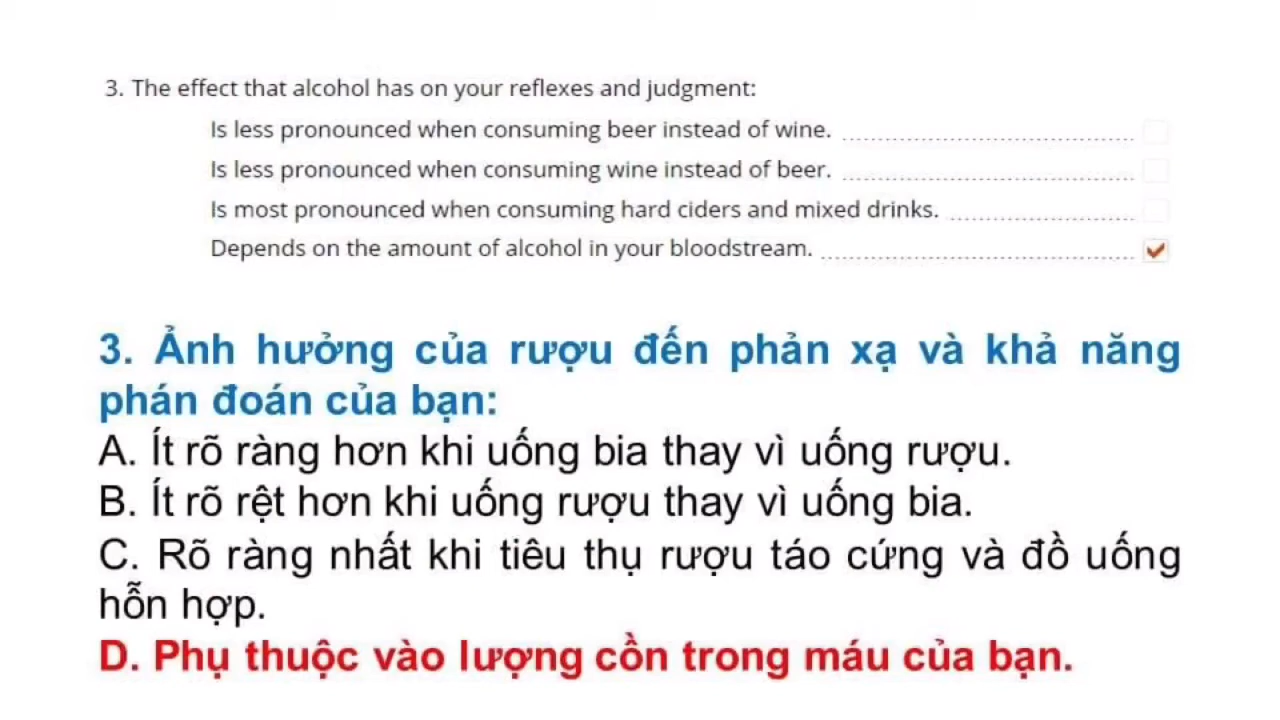 3. The effect that alcohol has on your reflexes and judgment:
Is less pronounced when consuming beer instead of wine.
Is less pronounced when consuming wine instead of beer.
Is most pronounced when consuming hard ciders and mixed drinks.
Depends on the amount of alcohol in your bloodstream.
3. Ảnh hưởng của rượu đến phản xạ và khả năng
phán đoán của bạn:
A. Ít rõ ràng hơn khi uống bia thay vì uống rượu.
B. Ít rõ rệt hơn khi uống rượu thay vì uống bia.
C. Rõ ràng nhất khi tiêu thụ rượu táo cứng và đồ uống
hỗn hợp.
D. Phụ thuộc vào lượng cồn trong máu của bạn.